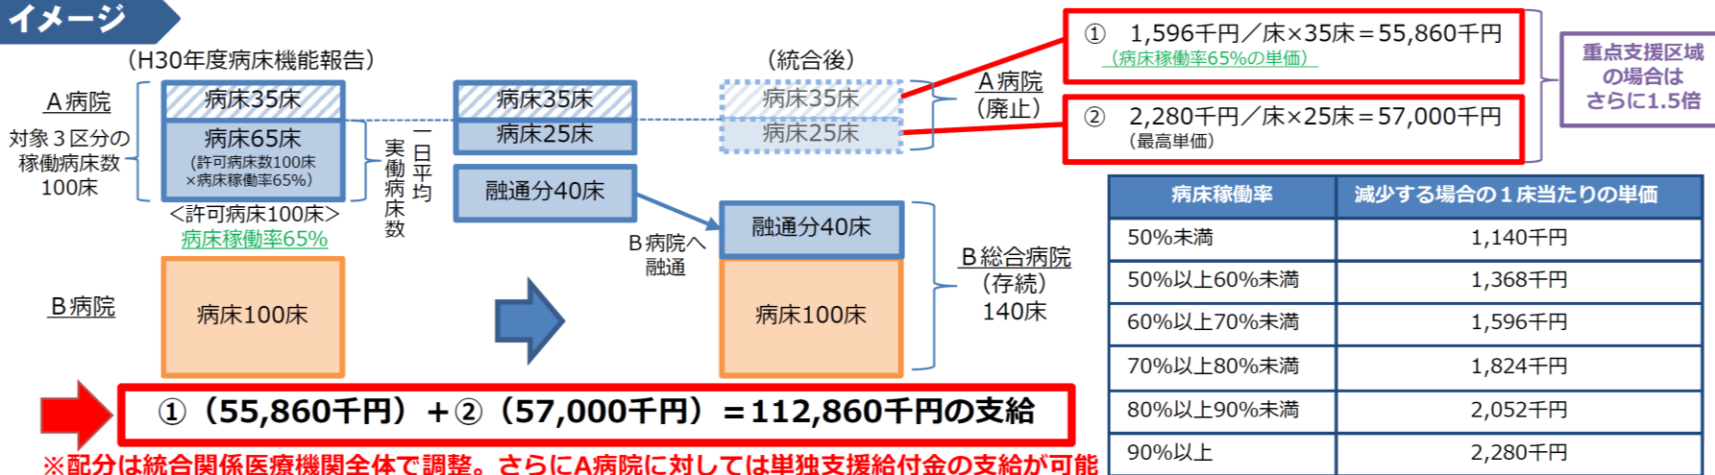 イメージ
（H30年度病床機能報告）
A病院
対象３区分の
稼働病床数
100床
病床35床
病床65床
(許可病床数100床
×病床稼働率65%)
一日平均
実働病床数
＜許可病床100床＞
病床稼働率65%
B病院
病床100床
病床35床
病床25床
融通分40床
B病院へ
融通
（統合後）
病床35床
病床25床
A病院
（廃止）
融通分40床
病床100床
B総合病院
（存続）
140床
①　1,596千円／床×35床＝55,860千円
（病床稼働率65%の単価）
②　2,280千円／床×25床＝57,000千円
（最高単価）
重点支援区域
の場合は
さらに1.5倍
病床稼働率　減少する場合の１床当たりの単価
50%未満　1,140千円
50%以上60%未満　1,368千円
60%以上70%未満　1,596千円
70%以上80%未満　1,824千円
80%以上90%未満　2,052千円
90%以上　2,280千円
①（55,860千円）＋②（57,000千円）＝112,860千円の支給
※配分は統合関係医療機関全体で調整。さらにA病院に対しては単独支援給付金の支給が可能